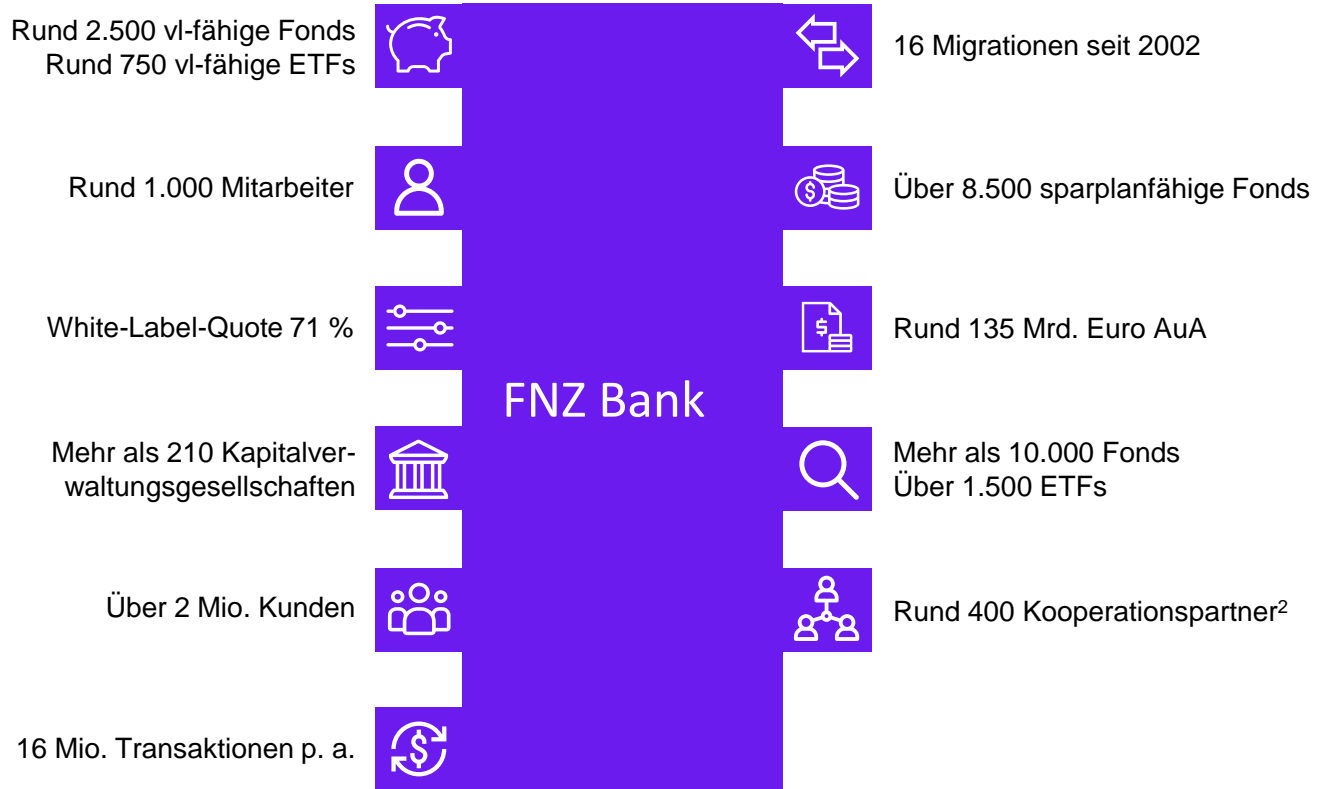 Rund 2.500 vl-fähige Fonds
Rund 750 vl-fähige ETFs
Rund 1.000 Mitarbeiter
White-Label-Quote 71 %
Mehr als 210 Kapitalver-
waltungsgesellschaften
Über 2 Mio. Kunden
16 Mio. Transaktionen p. a.
FNZ Bank
16 Migrationen seit 2002
$
Über 8.500 sparplanfähige Fonds
$
Rund 135 Mrd. Euro AuA
Mehr als 10.000 Fonds
Über 1.500 ETFs
Rund 400 Kooperationspartner²
$